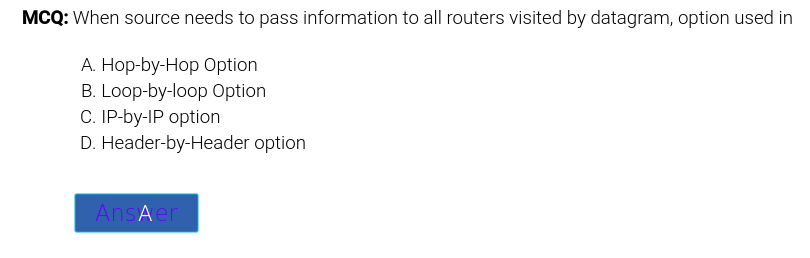 MCQ: When source needs to pass information to all routers visited by datagram, option used in
A. Hop-by-Hop Option
B. Loop-by-loop Option
C. IP-by-IP option
D. Header-by-Header option
A